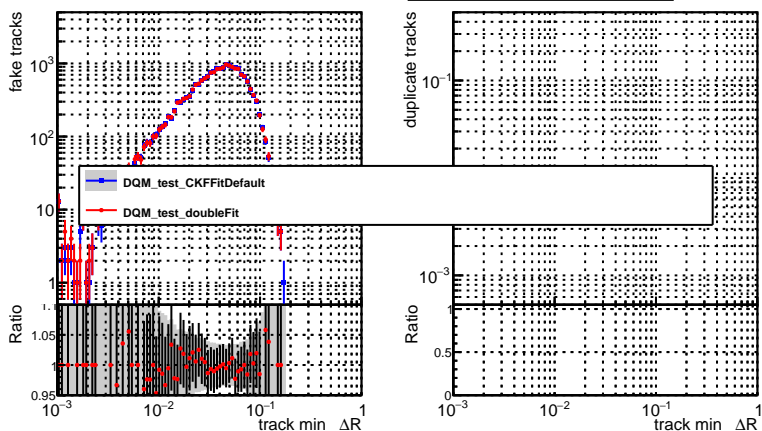 fake tracks
10³
10²
10
1
Ratio
1.1
1.05
1
0.95
10⁻³
10⁻²
10⁻¹
1
track min ΔR
DQM_test_CKFFitDefault
DQM_test_doubleFit
duplicate tracks
10⁻¹
10⁻³
Ratio
1
0.5
0
10⁻³
10⁻²
10⁻¹
1
track min ΔR